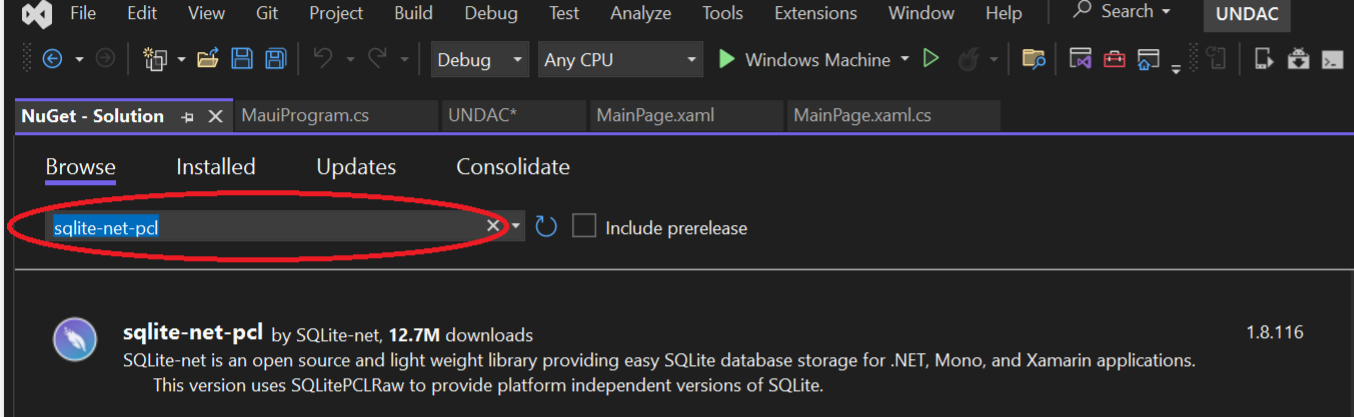 File Edit View Git Project Build Debug Test Analyze Tools Extensions Window Help Search UNDAC
Debug Any CPU Windows Machine
NuGet - Solution MauiProgram.cs UNDAC* MainPage.xaml MainPage.xaml.cs
Browse Installed Updates Consolidate
sqlite-net-pcl Include prerelease
sqlite-net-pcl by SQLite-net, 12.7M downloads 1.8.116
SQLite-net is an open source and light weight library providing easy SQLite database storage for .NET, Mono, and Xamarin applications.
This version uses SQLitePCLRaw to provide platform independent versions of SQLite.